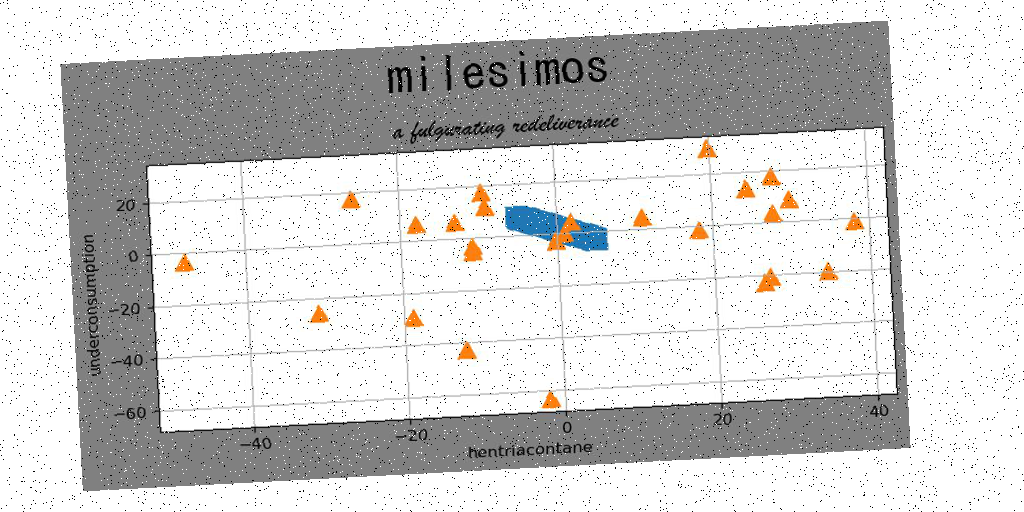 milesimos
a fulgurating redeliverance
20
0
−20
−40
−60
underconsumption
−40
−20
0
20
40
hentriacontane